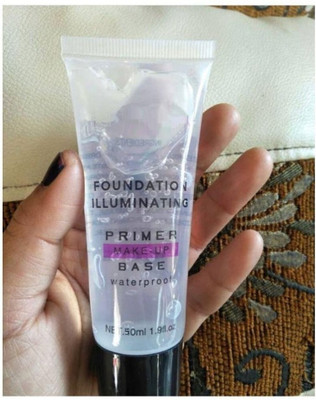 FOUNDATION
ILLUMINATING
PRIMER
MAKE-UP
BASE
waterproof
NET.50ml 1.9fl.oz